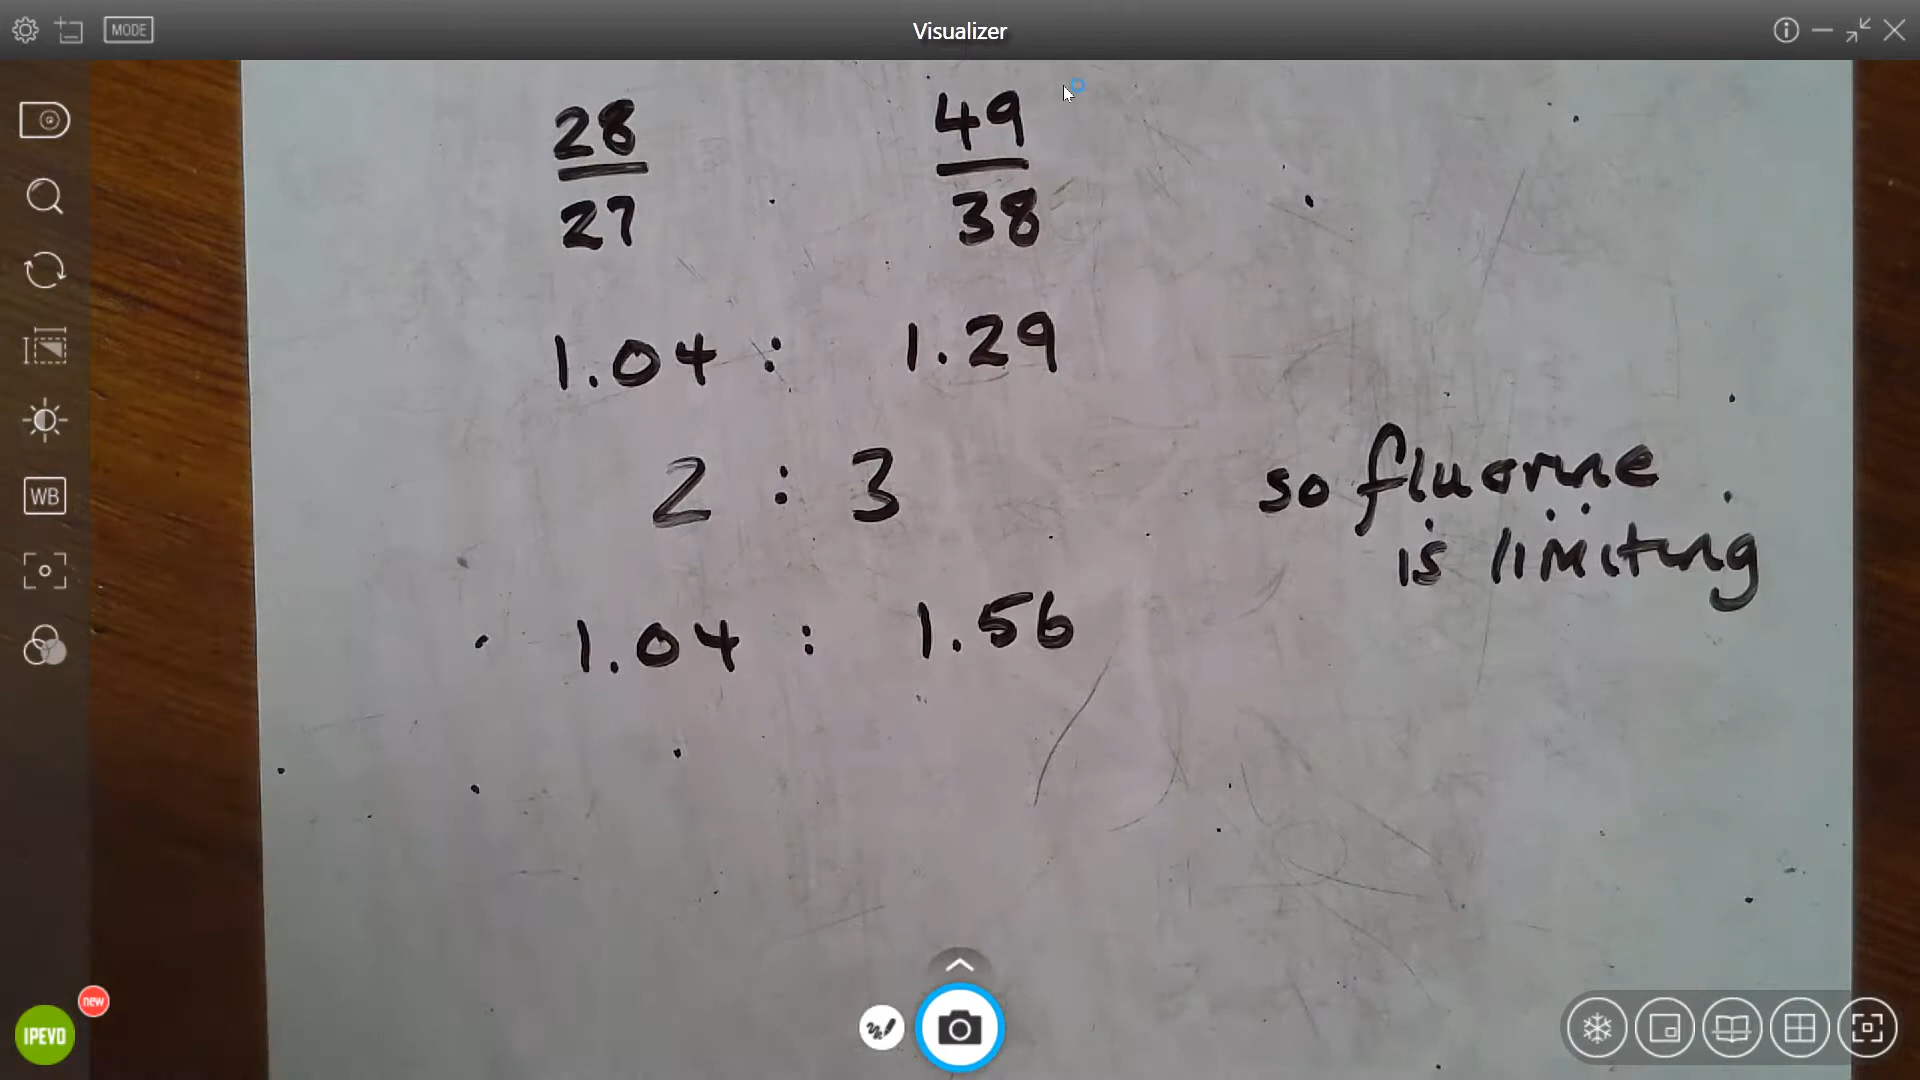 MODE
Visualizer
28 49
27 38
1.04 : 1.29
2 : 3
so fluorine
is limiting
1.04 : 1.56
WB
new
IPEVO